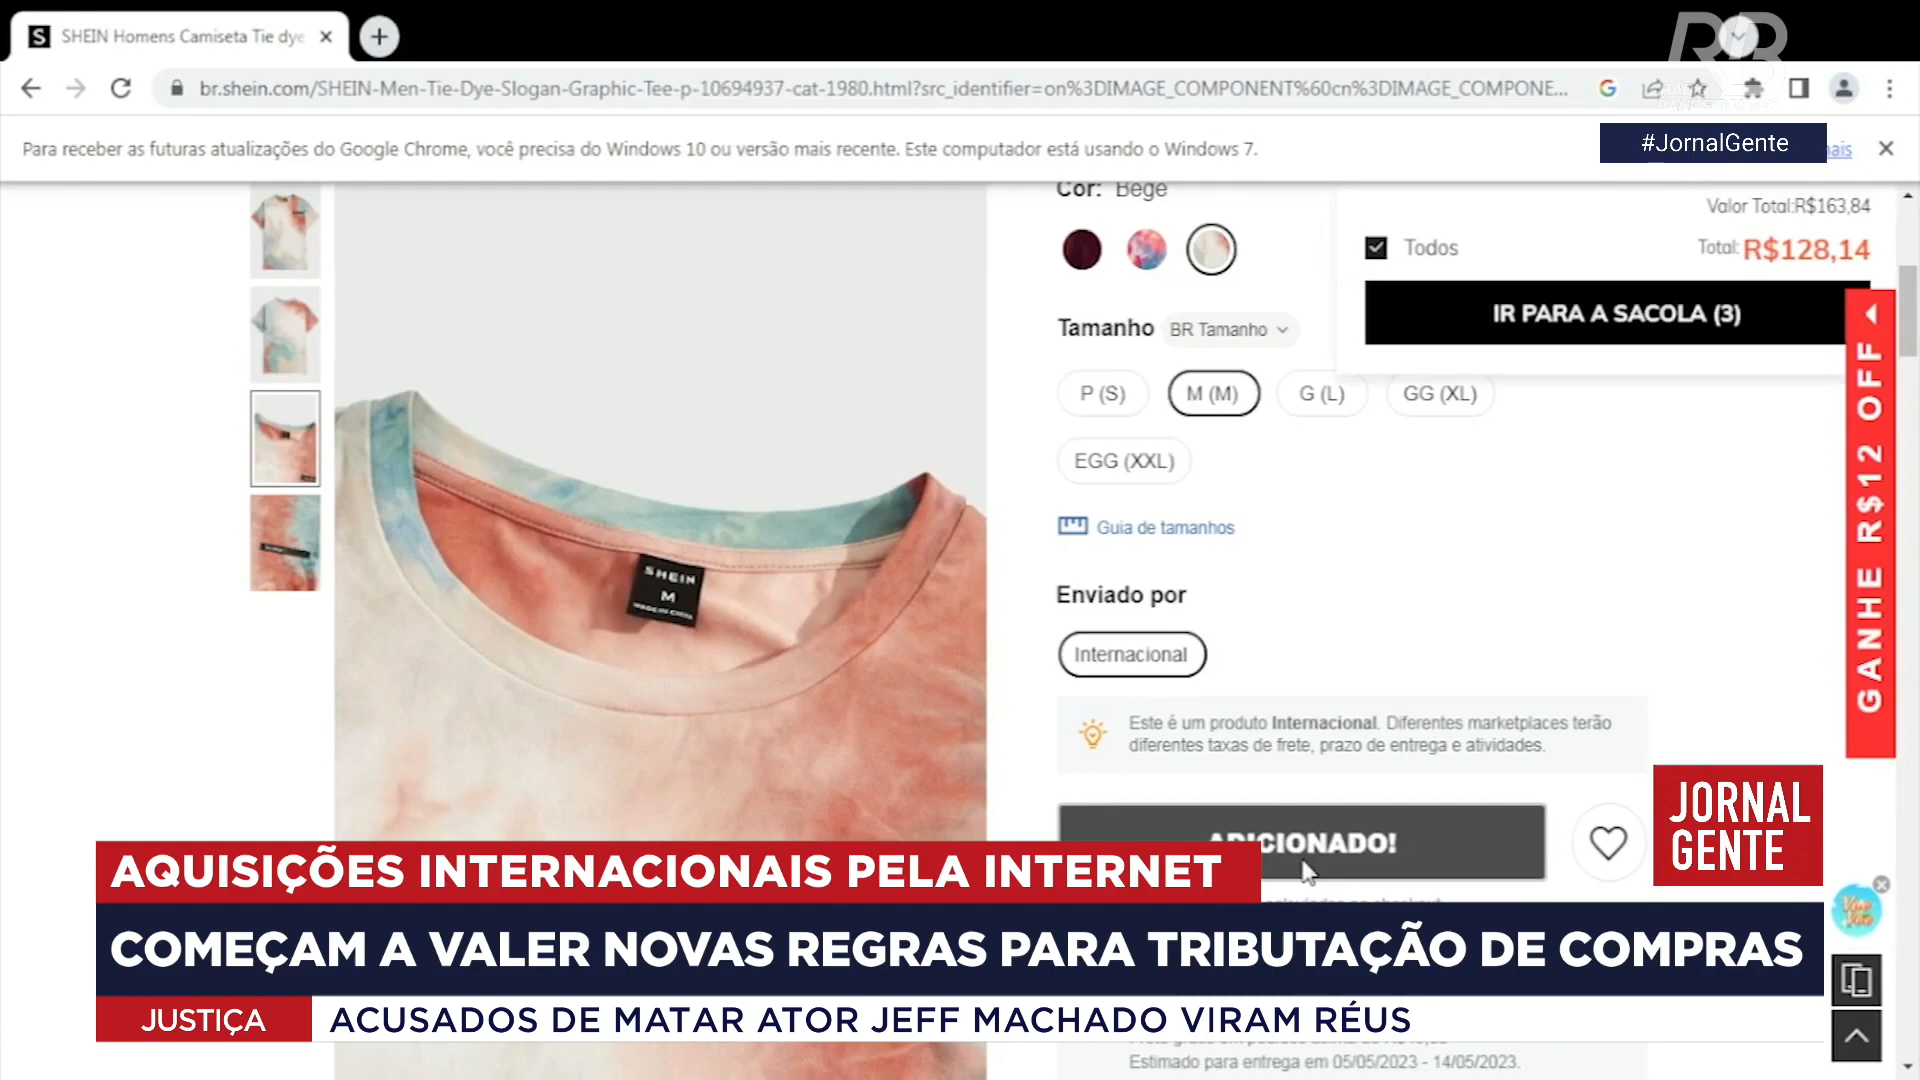 SHEIN Homens Camiseta Tie dye
br.shein.com/SHEIN-Men-Tie-Dye-Slogan-Graphic-Tee-p-10694937-cat-1980.html?src_identifier=on%3DIMAGE_COMPONENT%60cn%3DIMAGE_COMPONE...
#JornalGente
Para receber as futuras atualizações do Google Chrome, você precisa do Windows 10 ou versão mais recente. Este computador está usando o Windows 7.
Cor: Bege
Valor Total:R$163,84
Todos
Total: R$128,14
IR PARA A SACOLA (3)
Tamanho BR Tamanho
P (S) M (M) G (L) GG (XL)
EGG (XXL)
Guia de tamanhos
GANHE R$12 OFF
SHEIN
M
MADE IN CHINA
Enviado por
Internacional
Este é um produto Internacional. Diferentes marketplaces terão
diferentes taxas de frete, prazo de entrega e atividades.
ADICIONADO!
JORNAL
GENTE
AQUISIÇÕES INTERNACIONAIS PELA INTERNET
COMEÇAM A VALER NOVAS REGRAS PARA TRIBUTAÇÃO DE COMPRAS
JUSTIÇA ACUSADOS DE MATAR ATOR JEFF MACHADO VIRAM RÉUS
Estimado para entrega em 05/05/2023 - 14/05/2023.